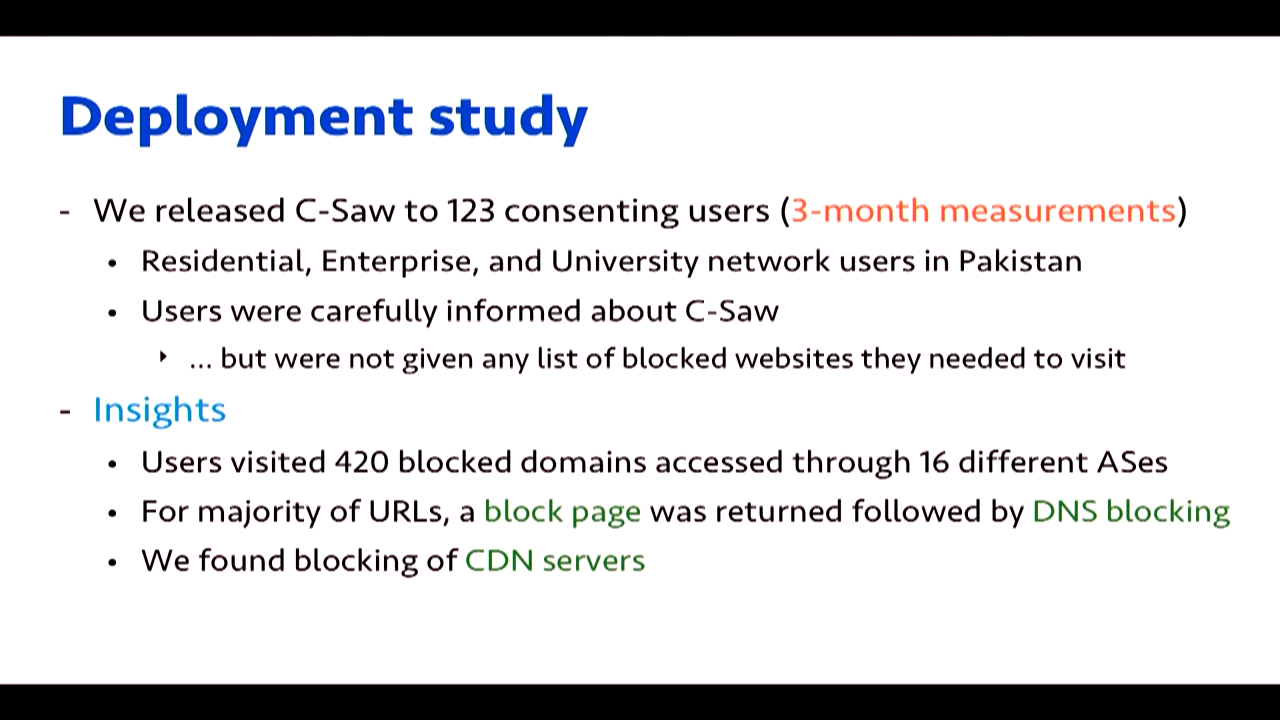 Deployment study
- We released C-Saw to 123 consenting users (3-month measurements)
• Residential, Enterprise, and University network users in Pakistan
• Users were carefully informed about C-Saw
‣ ... but were not given any list of blocked websites they needed to visit
- Insights
• Users visited 420 blocked domains accessed through 16 different ASes
• For majority of URLs, a block page was returned followed by DNS blocking
• We found blocking of CDN servers